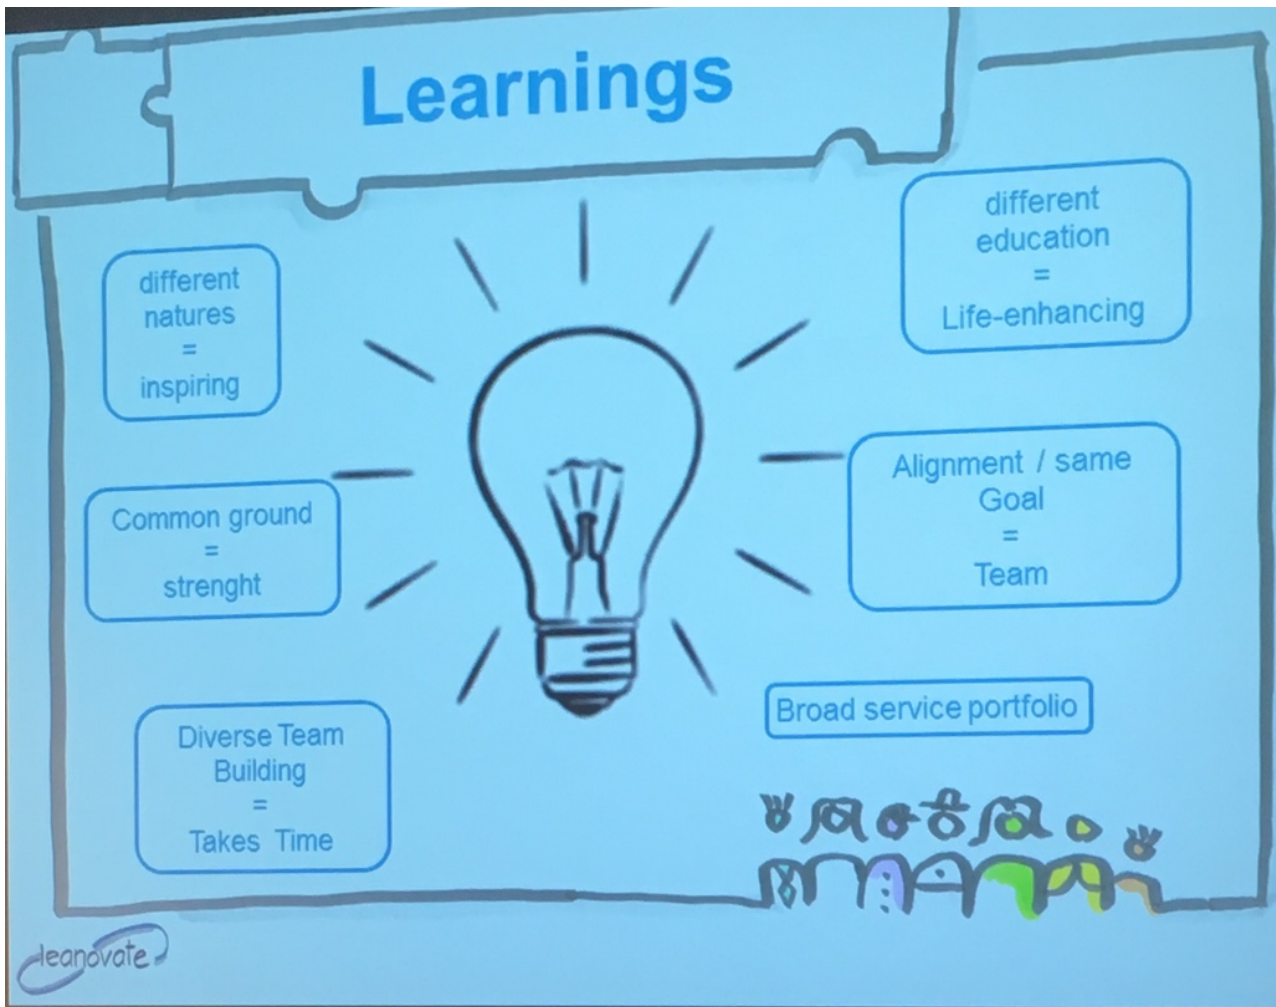 Learnings
different
natures
=
inspiring
Common ground
=
strenght
Diverse Team
Building
=
Takes Time
different
education
=
Life-enhancing
Alignment / same
Goal
=
Team
Broad service portfolio
leanovate